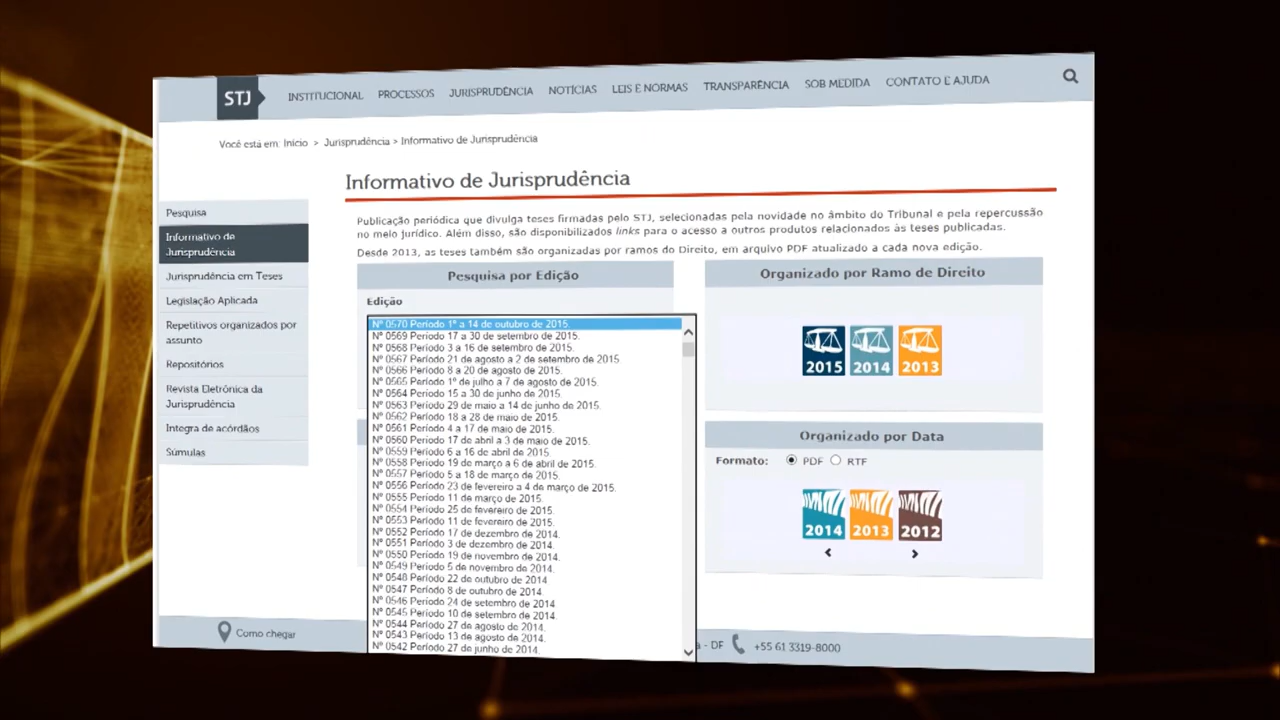 STJ
INSTITUCIONAL PROCESSOS JURISPRUDÊNCIA NOTÍCIAS LEIS E NORMAS TRANSPARÊNCIA SOB MEDIDA CONTATO E AJUDA
Você está em: Início > Jurisprudência > Informativo de Jurisprudência
Informativo de Jurisprudência
Pesquisa
Informativo de
Jurisprudência
Jurisprudência em Teses
Legislação Aplicada
Repetitivos organizados por
assunto
Repositórios
Revista Eletrônica da
Jurisprudência
Íntegra de acórdãos
Súmulas
Publicação periódica que divulga teses firmadas pelo STJ, selecionadas pela novidade no âmbito do Tribunal e pela repercussão
no meio jurídico. Além disso, são disponibilizados links para o acesso a outros produtos relacionados às teses publicadas.
Desde 2013, as teses também são organizadas por ramos do Direito, em arquivo PDF atualizado a cada nova edição.
Pesquisa por Edição
Edição
Nº 0570 Período 1º a 14 de outubro de 2015.
Nº 0569 Período 17 a 30 de setembro de 2015.
Nº 0568 Período 3 a 16 de setembro de 2015.
Nº 0567 Período 21 de agosto a 2 de setembro de 2015.
Nº 0566 Período 8 a 20 de agosto de 2015.
Nº 0565 Período 1º de julho a 7 de agosto de 2015.
Nº 0564 Período 15 a 30 de junho de 2015.
Nº 0563 Período 29 de maio a 14 de junho de 2015.
Nº 0562 Período 18 a 28 de maio de 2015.
Nº 0561 Período 4 a 17 de maio de 2015.
Nº 0560 Período 17 de abril a 3 de maio de 2015.
Nº 0559 Período 6 a 16 de abril de 2015.
Nº 0558 Período 19 de março a 6 de abril de 2015.
Nº 0557 Período 5 a 18 de março de 2015.
Nº 0556 Período 23 de fevereiro a 4 de março de 2015.
Nº 0555 Período 11 de março de 2015.
Nº 0554 Período 25 de fevereiro de 2015.
Nº 0553 Período 11 de fevereiro de 2015.
Nº 0552 Período 17 de dezembro de 2014.
Nº 0551 Período 3 de dezembro de 2014.
Nº 0550 Período 19 de novembro de 2014.
Nº 0549 Período 5 de novembro de 2014.
Nº 0548 Período 22 de outubro de 2014
Nº 0547 Período 8 de outubro de 2014.
Nº 0546 Período 24 de setembro de 2014
Nº 0545 Período 10 de setembro de 2014.
Nº 0544 Período 27 de agosto de 2014.
Nº 0543 Período 13 de agosto de 2014.
Nº 0542 Período 27 de junho de 2014.
Organizado por Ramo de Direito
2015 2014 2013
Organizado por Data
Formato: PDF RTF
2014 2013 2012
Como chegar
- DF +55 61 3319-8000